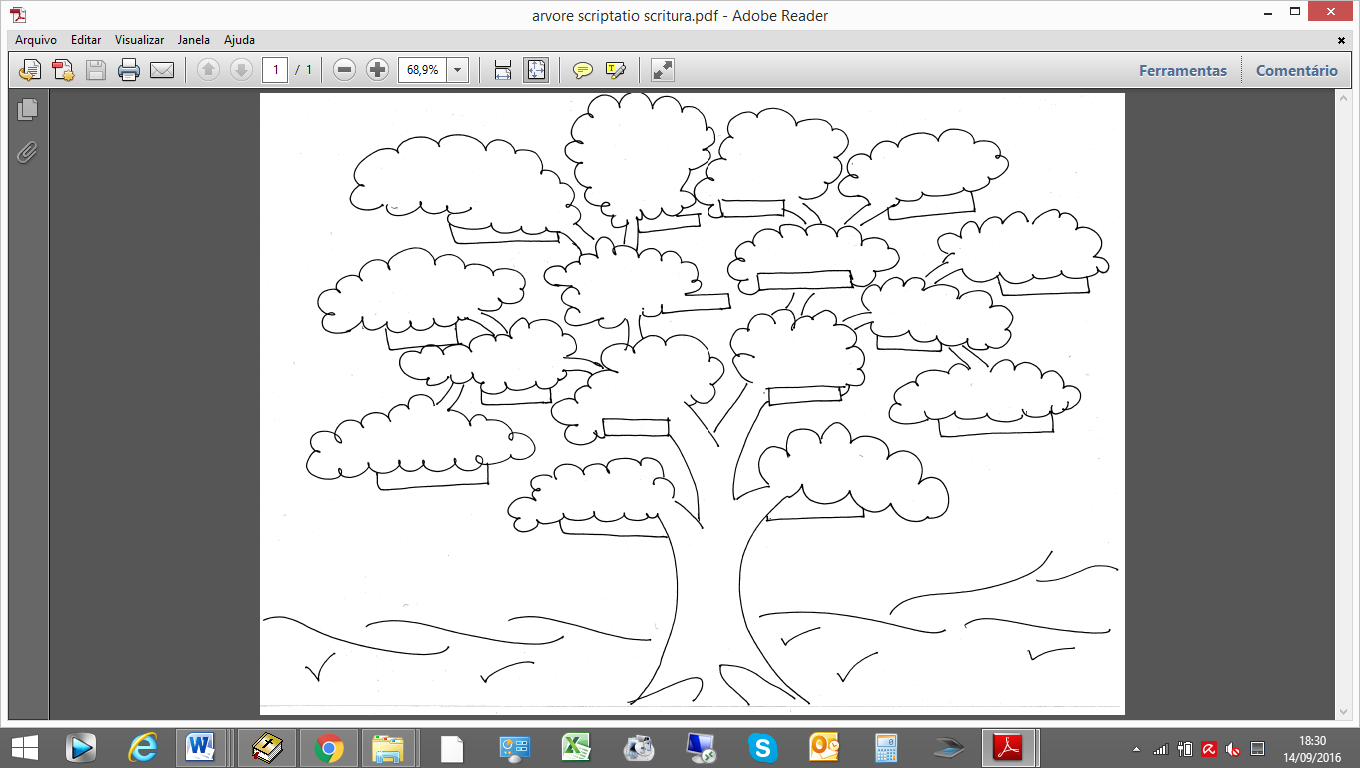 arvore scriptatio scritura.pdf - Adobe Reader
Arquivo Editar Visualizar Janela Ajuda
1 / 1 68,9% Ferramentas Comentário
18:30
14/09/2016